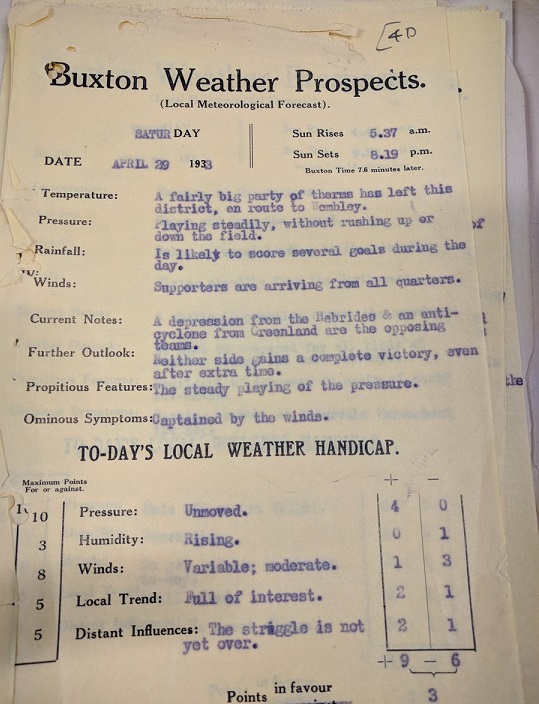 [40
Buxton Weather Prospects.
(Local Meteorological Forecast).
SATURDAY
Sun Rises 5.37 a.m.
Sun Sets 8.19 p.m.
DATE APRIL 29 1933
Buxton Time 7.6 minutes later.
Temperature: A fairly big party of therms has left this
district, en route to Wembley.
Pressure: Playing steadily, without rushing up or
down the field.
Rainfall: Is likely to score several goals during the
day.
Winds: Supporters are arriving from all quarters.
Current Notes: A depression from the Hebrides & an anti-
cyclone from Greenland are the opposing
teams.
Further Outlook: Neither side gains a complete victory, even
after extra time.
Propitious Features: The steady playing of the pressure.
Ominous Symptoms: Captained by the winds.
TO-DAY'S LOCAL WEATHER HANDICAP.
Maximum Points
For or against.
+ −
10 Pressure: Unmoved. 4 0
3 Humidity: Rising. 0 1
8 Winds: Variable; moderate. 1 3
5 Local Trend: Full of interest. 2 1
5 Distant Influences: The struggle is not 2 1
yet over.
+ 9 − 6
Points in favour 3
of
the